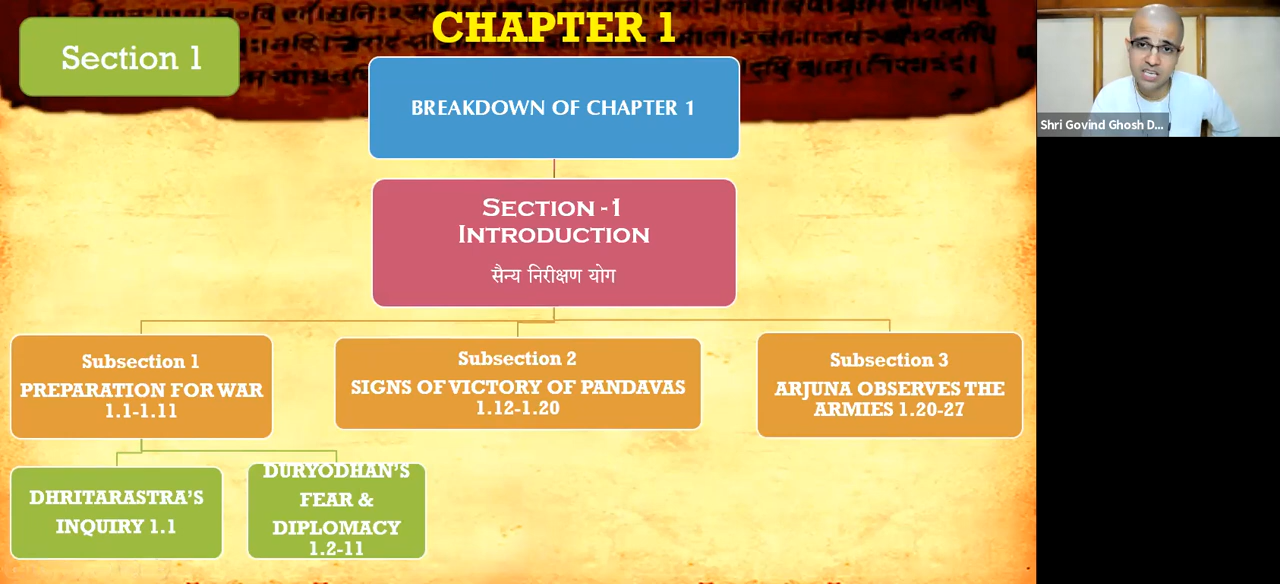 Section 1
CHAPTER 1
BREAKDOWN OF CHAPTER 1
SECTION -1
INTRODUCTION
सैन्य निरीक्षण योग
Subsection 1
PREPARATION FOR WAR
1.1-1.11
Subsection 2
SIGNS OF VICTORY OF PANDAVAS
1.12-1.20
Subsection 3
ARJUNA OBSERVES THE
ARMIES 1.20-27
DHRITARASTRA'S
INQUIRY 1.1
DURYODHAN'S
FEAR &
DIPLOMACY
1.2-11
Shri Govind Ghosh D...